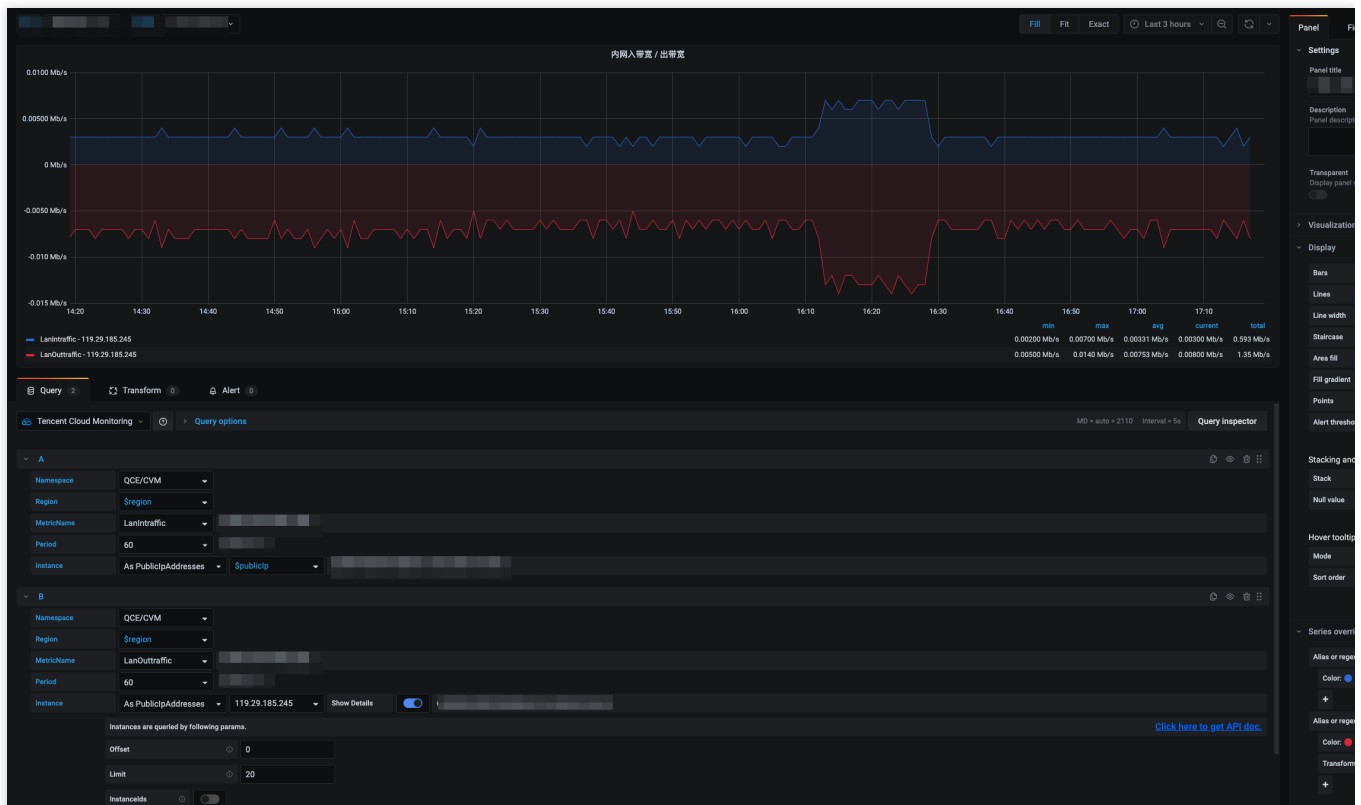 Fill Fit Exact Last 3 hours
Panel
Settings
Panel title
Description
Transparent
Visualization
Display
Bars
Lines
Line width
Staircase
Area fill
Fill gradient
Points
Stack
Null value
Mode
Sort order
Color:
+
Color:
+
内网入带宽 / 出带宽
0.0100 Mb/s
0.00500 Mb/s
0 Mb/s
-0.0050 Mb/s
-0.010 Mb/s
-0.015 Mb/s
14:20 14:30 14:40 14:50 15:00 15:10 15:20 15:30 15:40 15:50 16:00 16:10 16:20 16:30 16:40 16:50 17:00 17:10
min max avg current total
LanIntraffic - 119.29.185.245 0.00200 Mb/s 0.00700 Mb/s 0.00331 Mb/s 0.00300 Mb/s 0.593 Mb/s
LanOuttraffic - 119.29.185.245 0.00500 Mb/s 0.0140 Mb/s 0.00753 Mb/s 0.00800 Mb/s 1.35 Mb/s
Query 2 Transform 0 Alert 0
Tencent Cloud Monitoring Query options MD = auto = 2110 Interval = 5s Query inspector
A
Namespace QCE/CVM
Region $region
MetricName LanIntraffic
Period 60
Instance As PublicIpAddresses $publicIp
B
Namespace QCE/CVM
Region $region
MetricName LanOuttraffic
Period 60
Instance As PublicIpAddresses 119.29.185.245 Show Details
Instances are queried by following params. Click here to get API doc.
Offset 0
Limit 20
InstanceIds